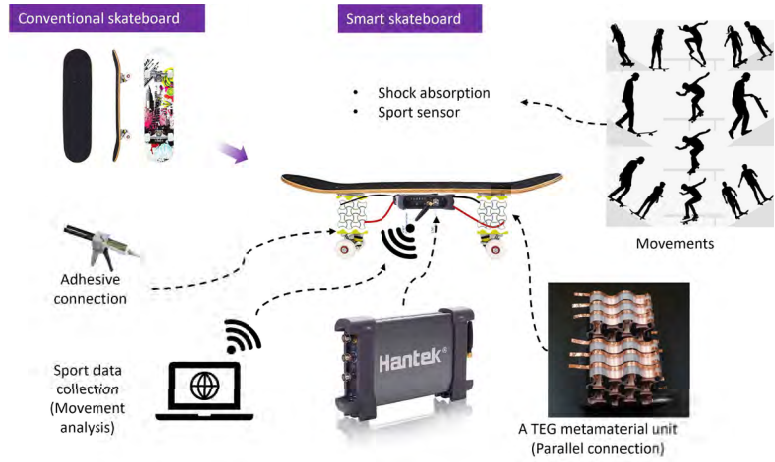 Conventional skateboard
Smart skateboard
• Shock absorption
• Sport sensor
Movements
Adhesive
connection
Sport data
collection
(Movement
analysis)
Hantek®
A TEG metamaterial unit
(Parallel connection)